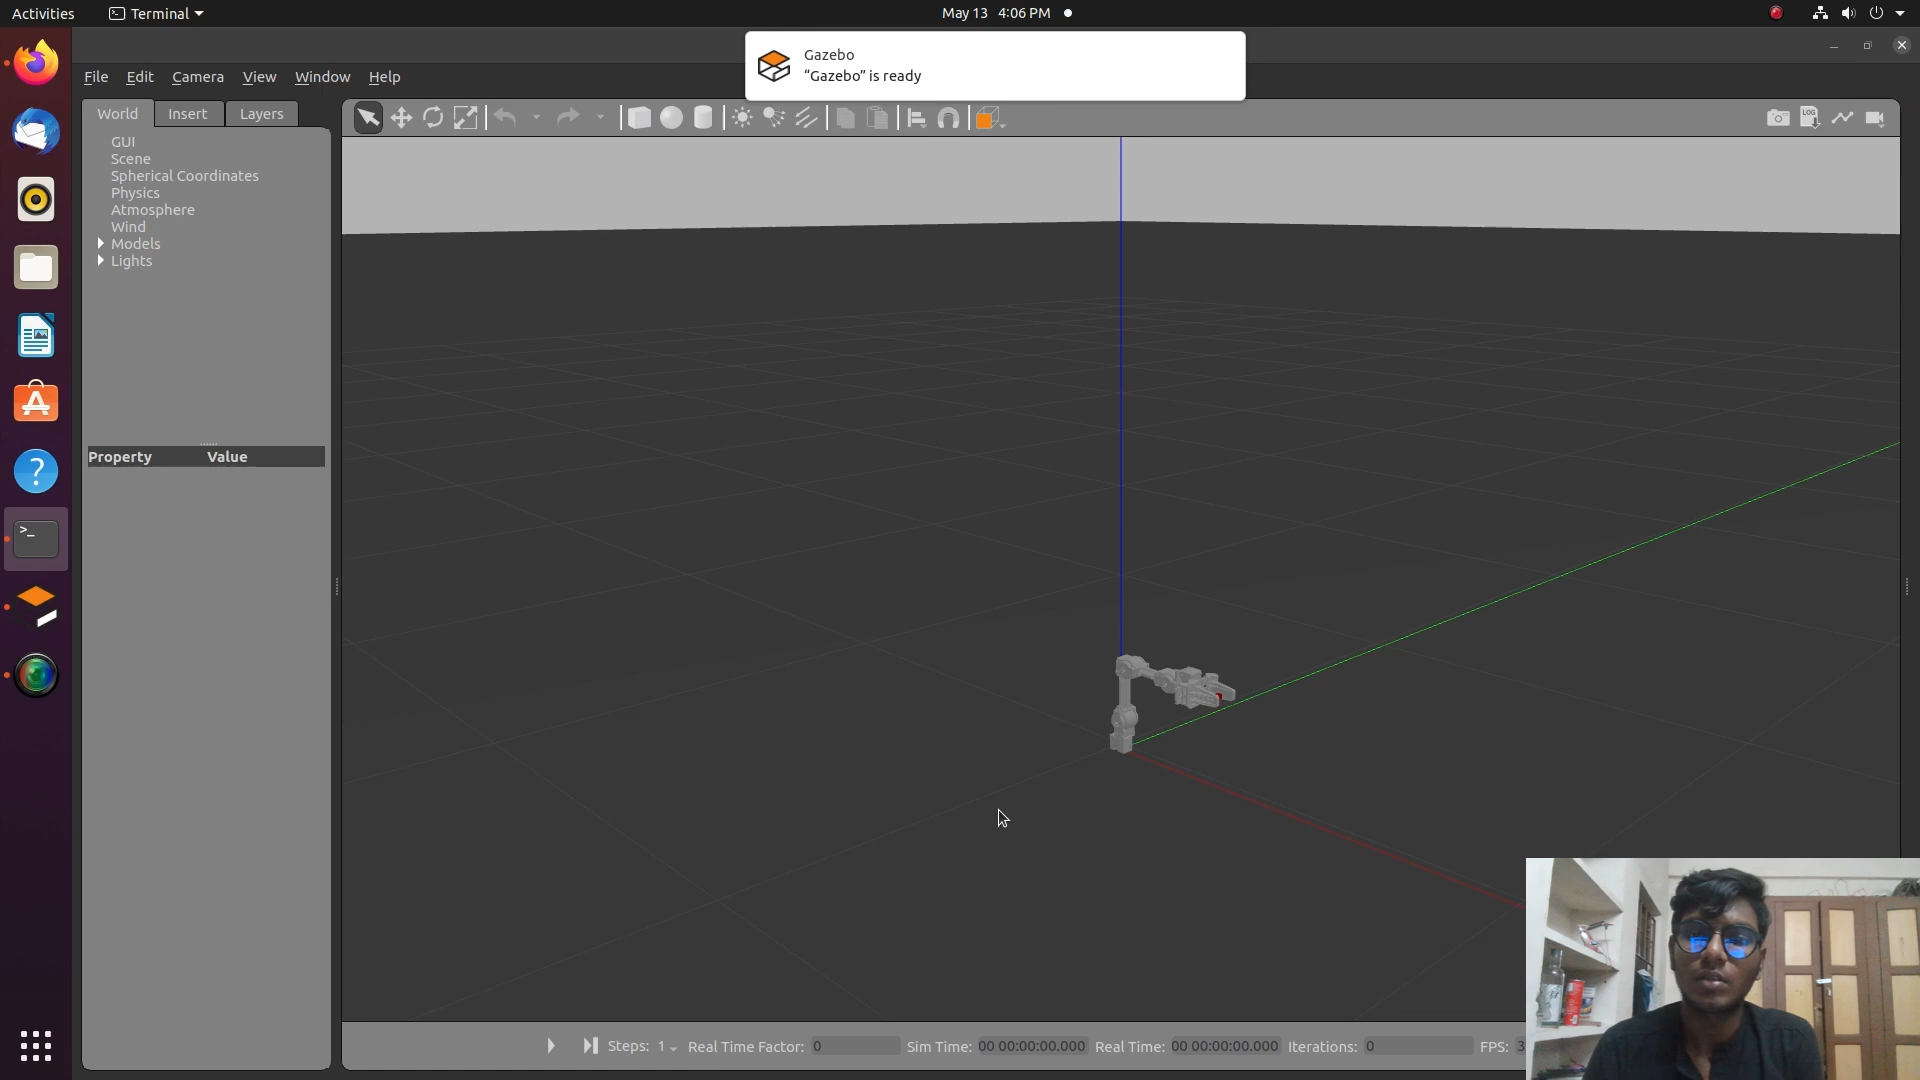 Activities
Terminal
May 13 4:06 PM
Gazebo
“Gazebo” is ready
File Edit Camera View Window Help
World Insert Layers
GUI
Scene
Spherical Coordinates
Physics
Atmosphere
Wind
Models
Lights
LOG
Property Value
>_
Steps: 1 Real Time Factor: 0 Sim Time: 00 00:00:00.000 Real Time: 00 00:00:00.000 Iterations: 0 FPS: 3